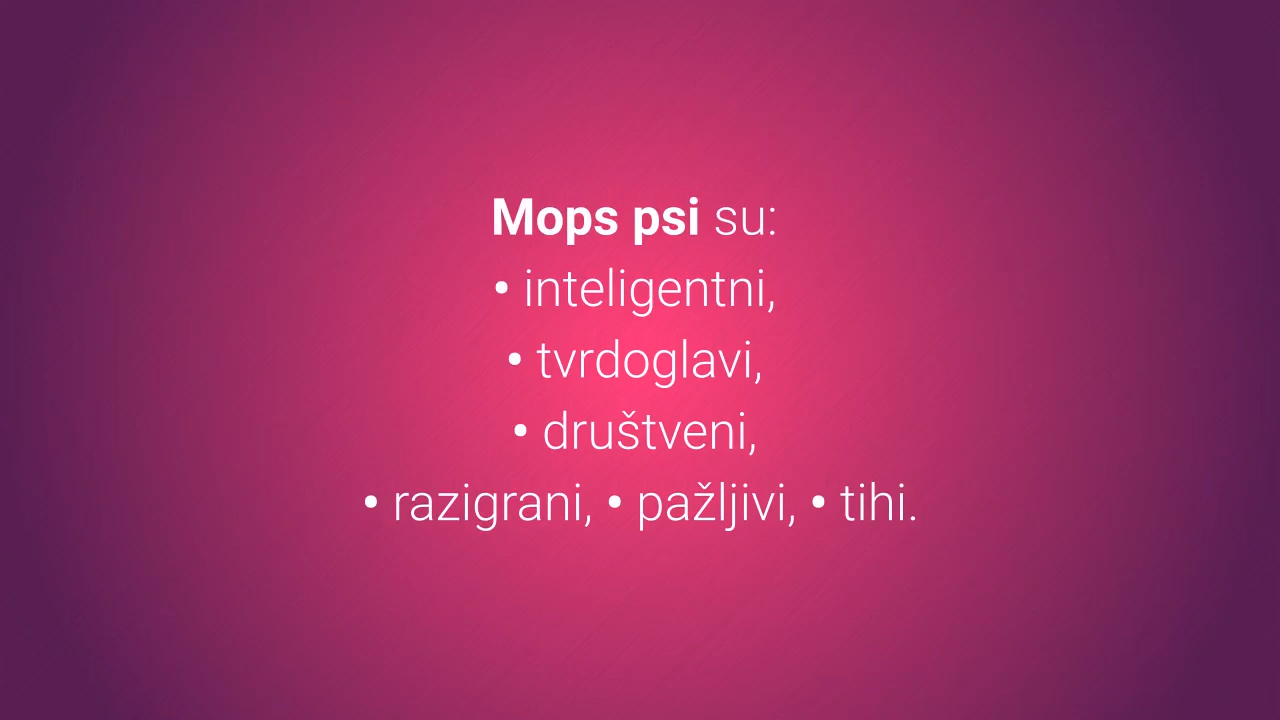 Mops psi su:
• inteligentni,
• tvrdoglavi,
• društveni,
• razigrani, • pažljivi, • tihi.